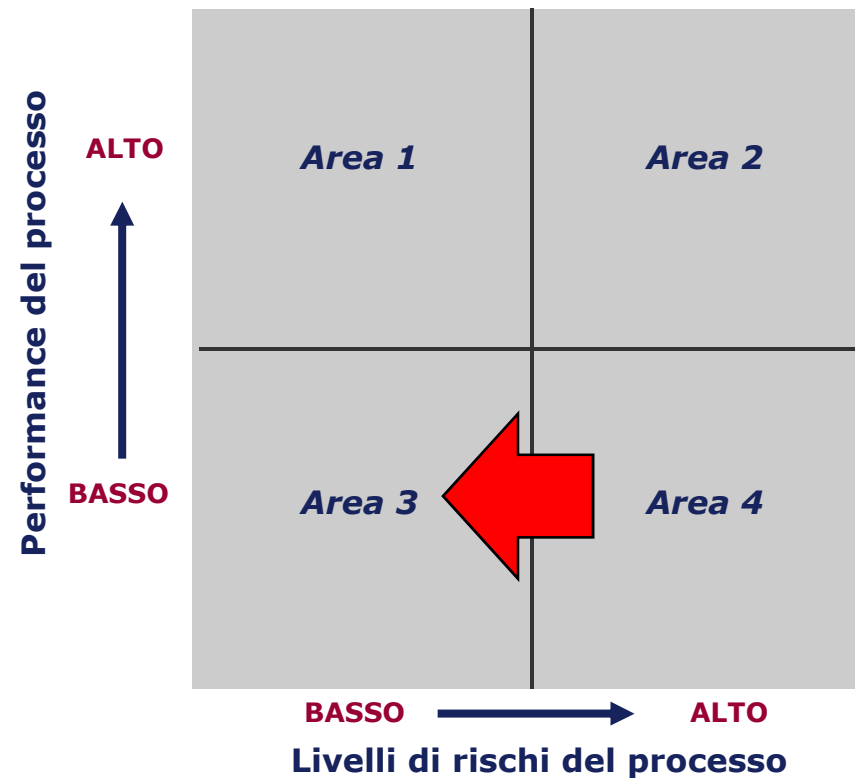 Performance del processo
ALTO
Area 1
Area 2
BASSO
Area 3
Area 4
BASSO
ALTO
Livelli di rischi del processo